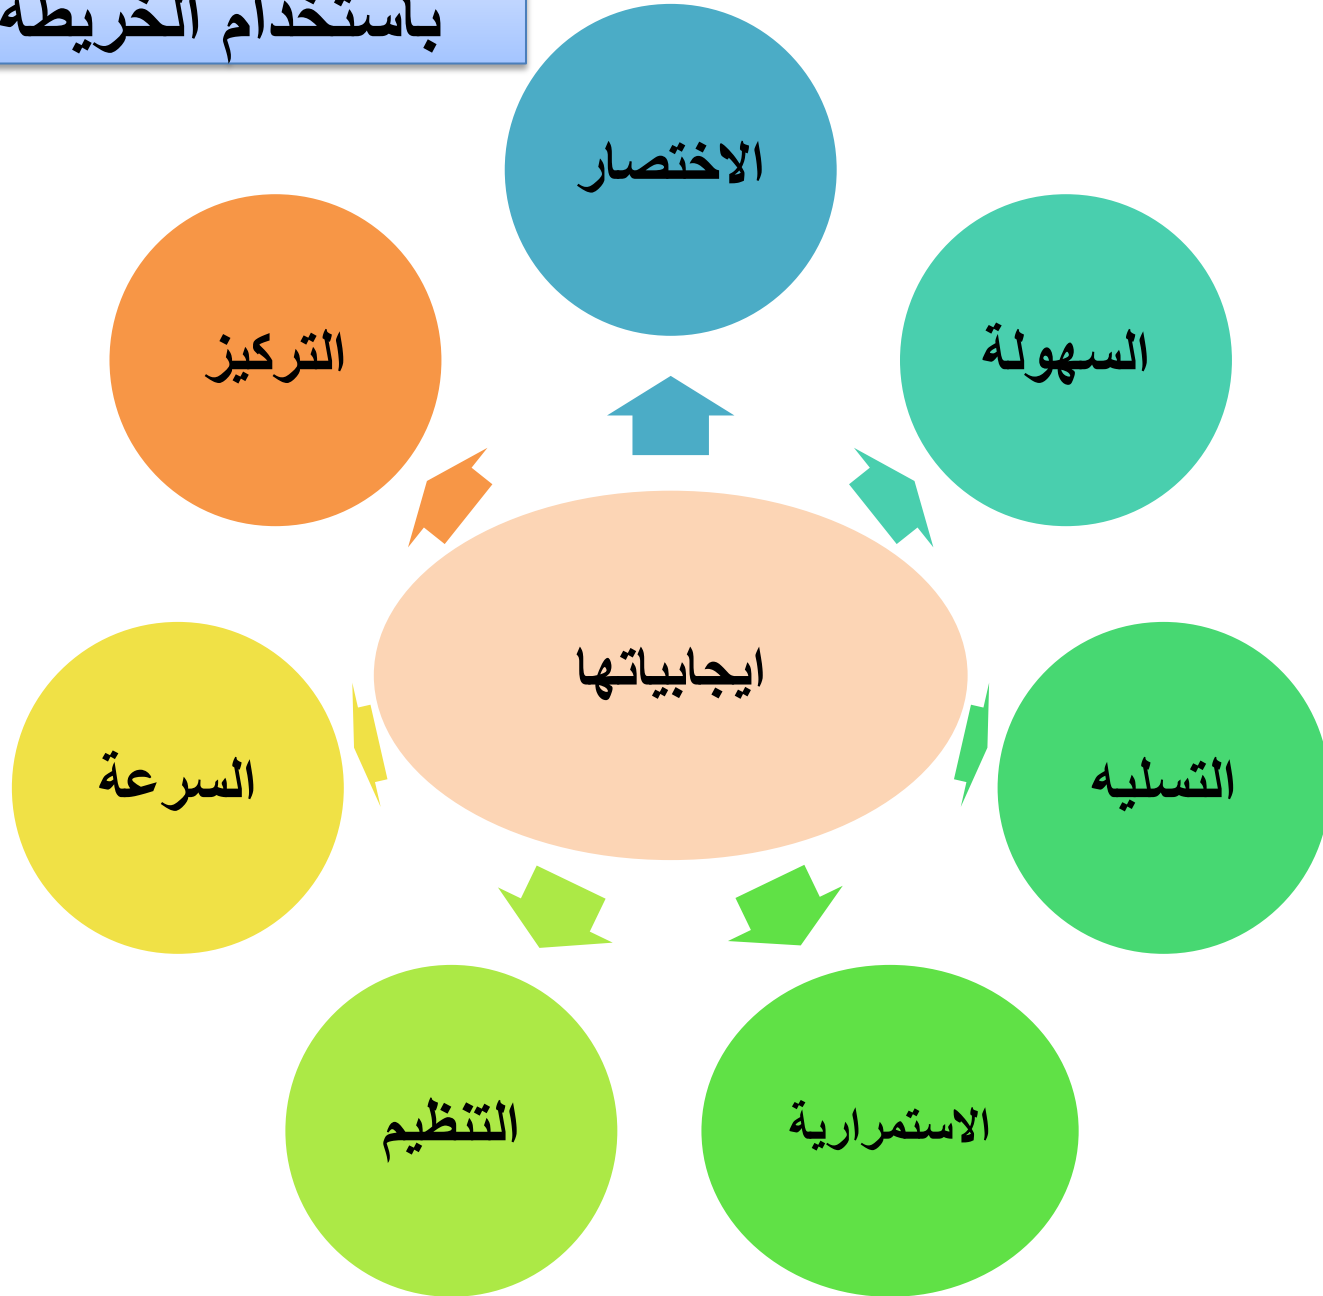 باستخدام الخريطة
الاختصار
السهولة
التركيز
ايجابياتها
التسليه
السرعة
الاستمرارية
التنظيم